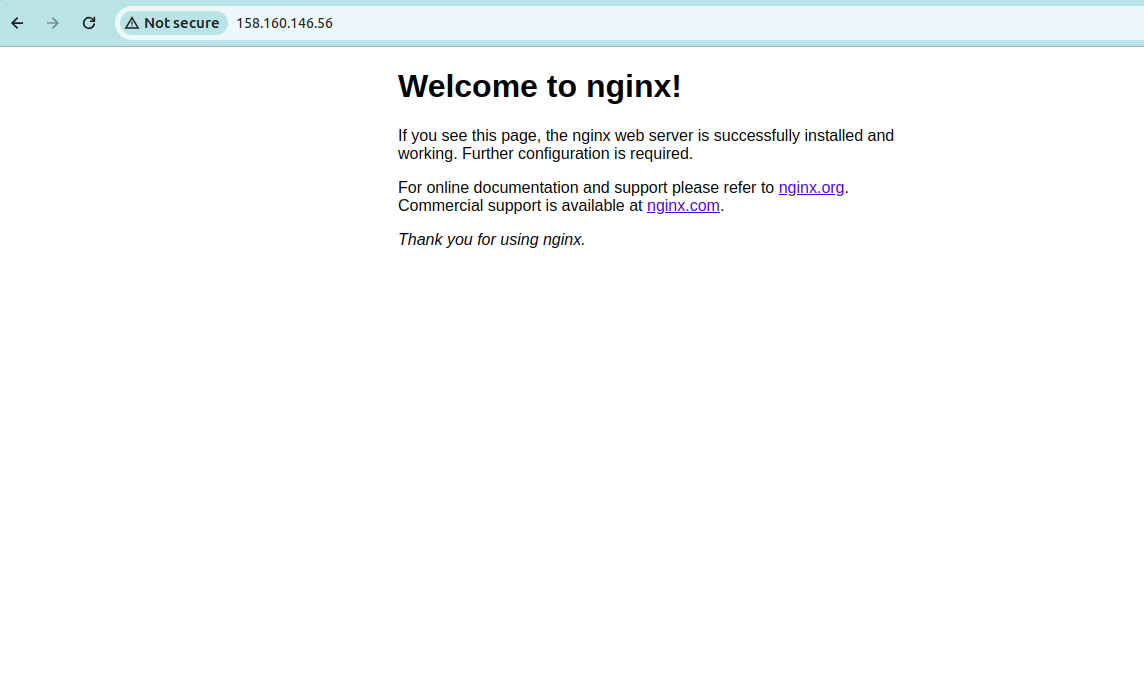 Not secure 158.160.146.56
Welcome to nginx!
If you see this page, the nginx web server is successfully installed and
working. Further configuration is required.
For online documentation and support please refer to nginx.org.
Commercial support is available at nginx.com.
Thank you for using nginx.